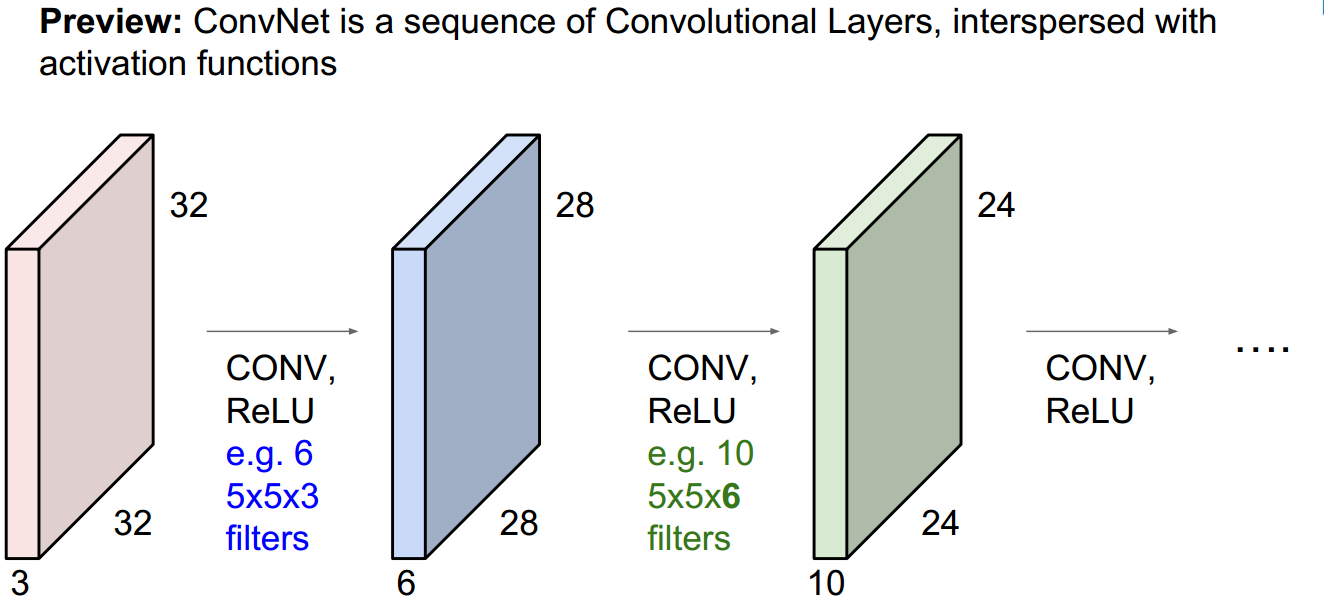 Preview: ConvNet is a sequence of Convolutional Layers, interspersed with
activation functions
32
32
3
CONV,
ReLU
e.g. 6
5x5x3
filters
28
28
6
CONV,
ReLU
e.g. 10
5x5x6
filters
24
24
10
CONV,
ReLU
....